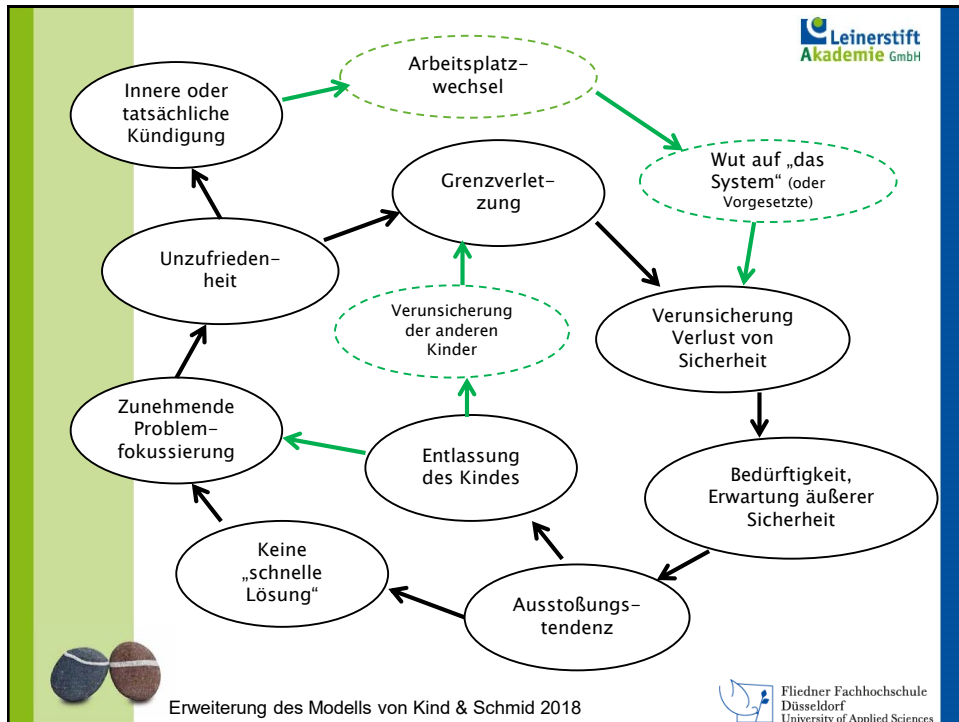 Leinerstift
Akademie GmbH
Arbeitsplatz-
wechsel
Innere oder
tatsächliche
Kündigung
Wut auf „das
System“ (oder
Vorgesetzte)
Grenzverlet-
zung
Unzufrieden-
heit
Verunsicherung
der anderen
Kinder
Verunsicherung
Verlust von
Sicherheit
Zunehmende
Problem-
fokussierung
Entlassung
des Kindes
Bedürftigkeit,
Erwartung äußerer
Sicherheit
Keine
„schnelle
Lösung“
Ausstoßungs-
tendenz
Erweiterung des Modells von Kind & Schmid 2018
Fliedner Fachhochschule
Düsseldorf
University of Applied Sciences